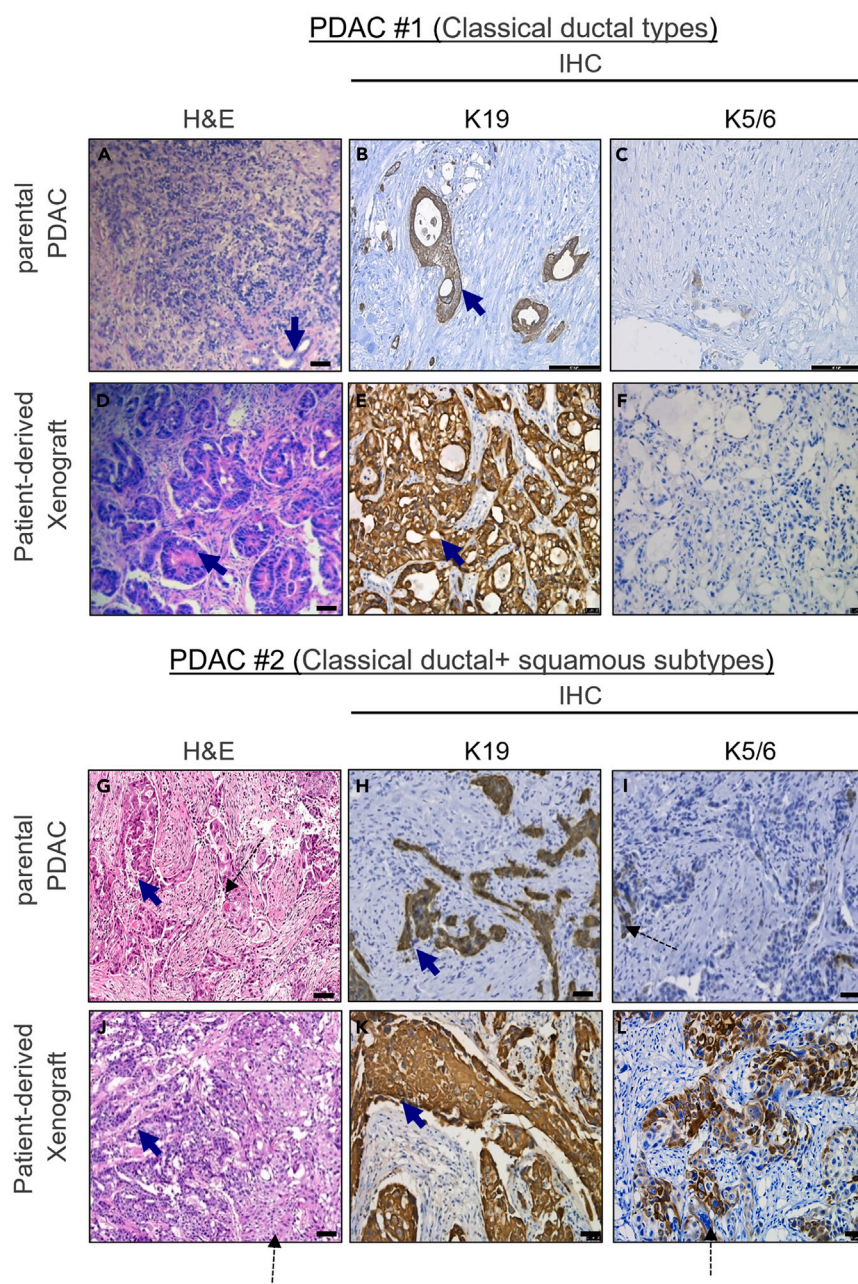 PDAC #1 (Classical ductal types)
IHC
H&E K19 K5/6
parental
PDAC
A B C
Patient-derived
Xenograft
D E F
PDAC #2 (Classical ductal+ squamous subtypes)
IHC
H&E K19 K5/6
parental
PDAC
G H I
Patient-derived
Xenograft
J K L